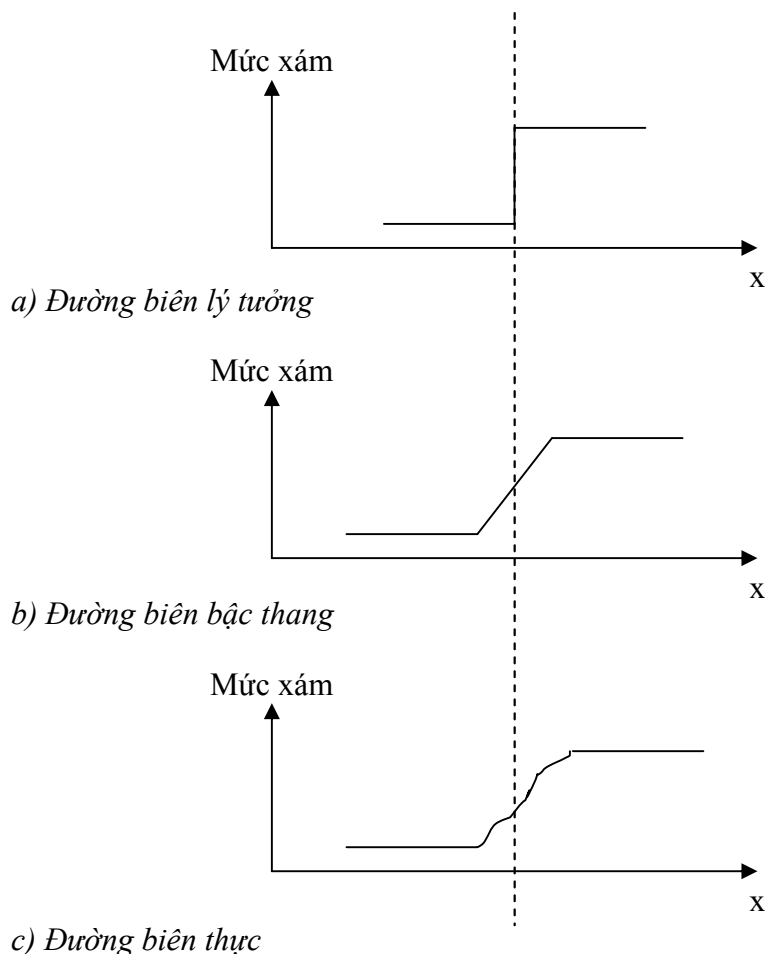 Mức xám
x
a) Đường biên lý tưởng
Mức xám
x
b) Đường biên bậc thang
Mức xám
x
c) Đường biên thực